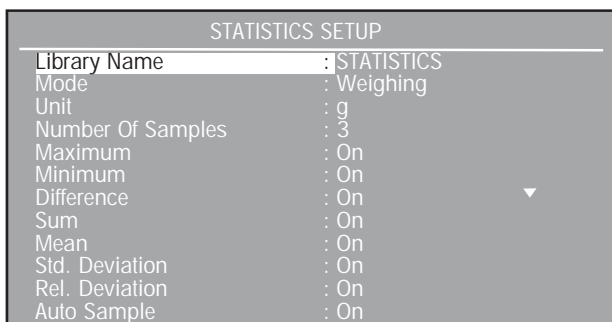 STATISTICS SETUP
Library Name : STATISTICS
Mode : Weighing
Unit : g
Number Of Samples : 3
Maximum : On
Minimum : On
Difference : On
Sum : On
Mean : On
Std. Deviation : On
Rel. Deviation : On
Auto Sample : On